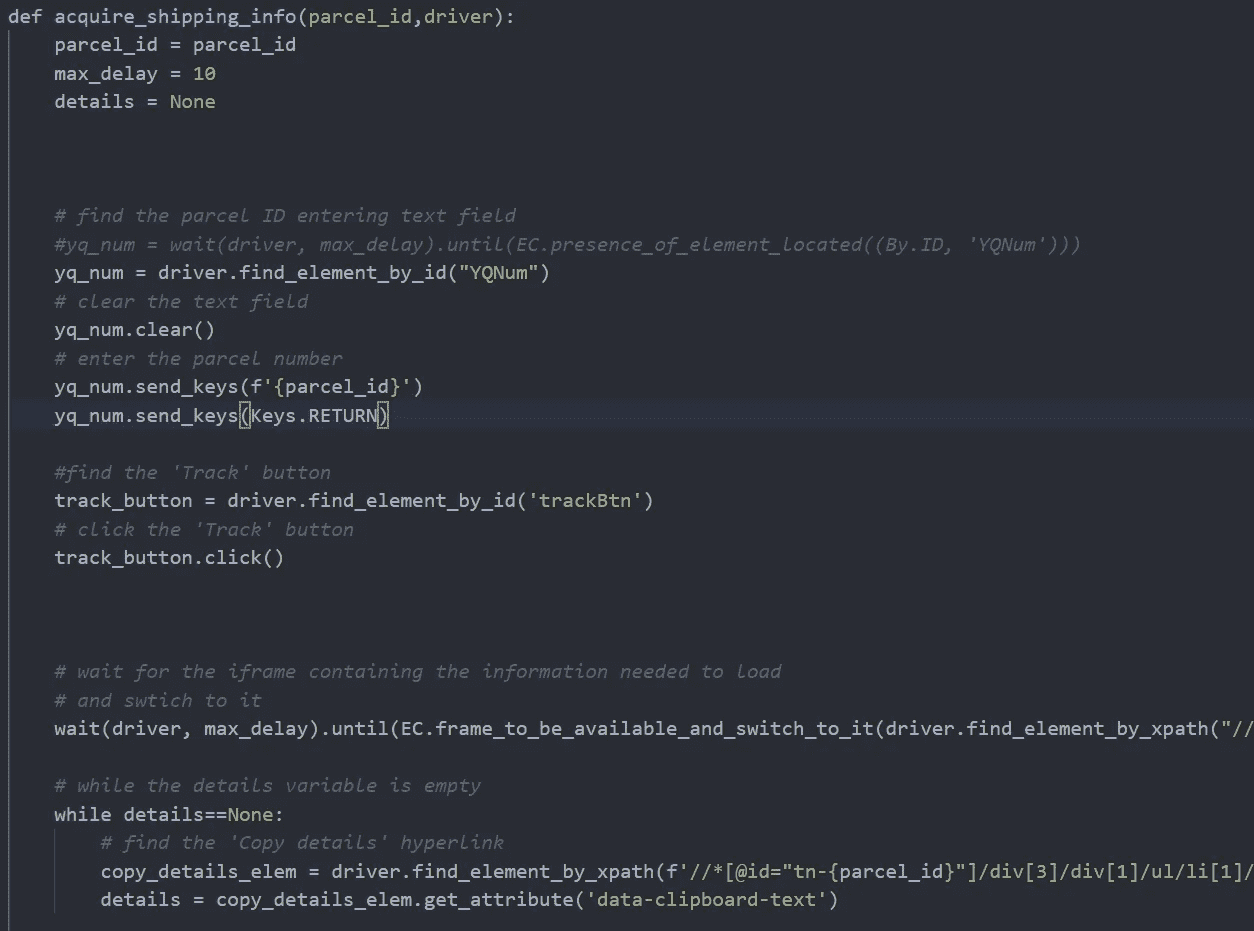 def acquire_shipping_info(parcel_id,driver):
    parcel_id = parcel_id
    max_delay = 10
    details = None
    # find the parcel ID entering text field
    #yq_num = wait(driver, max_delay).until(EC.presence_of_element_located((By.ID, 'YQNum')))
    yq_num = driver.find_element_by_id("YQNum")
    # clear the text field
    yq_num.clear()
    # enter the parcel number
    yq_num.send_keys(f'{parcel_id}')
    yq_num.send_keys(Keys.RETURN)
    #find the 'Track' button
    track_button = driver.find_element_by_id('trackBtn')
    # click the 'Track' button
    track_button.click()
    # wait for the iframe containing the information needed to load
    # and swtich to it
    wait(driver, max_delay).until(EC.frame_to_be_available_and_switch_to_it(driver.find_element_by_xpath("//
    # while the details variable is empty
    while details==None:
        # find the 'Copy details' hyperlink
        copy_details_elem = driver.find_element_by_xpath(f'//*[@id="tn-{parcel_id}"]/div[3]/div[1]/ul/li[1]/
        details = copy_details_elem.get_attribute('data-clipboard-text')